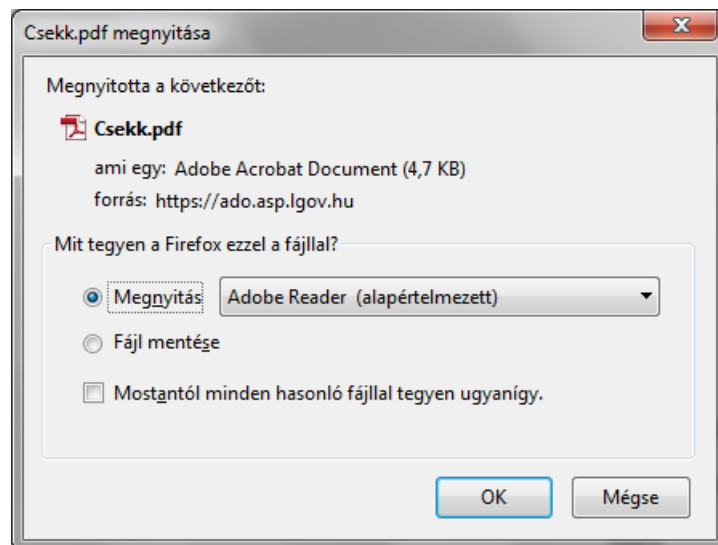 Csekk.pdf megnyitása
Megnyitotta a következőt:
Csekk.pdf
ami egy: Adobe Acrobat Document (4,7 KB)
forrás: https://ado.asp.lgov.hu
Mit tegyen a Firefox ezzel a fájllal?
Megnyitás Adobe Reader (alapértelmezett)
Fájl mentése
Mostantól minden hasonló fájllal tegyen ugyanígy.
OK Mégse